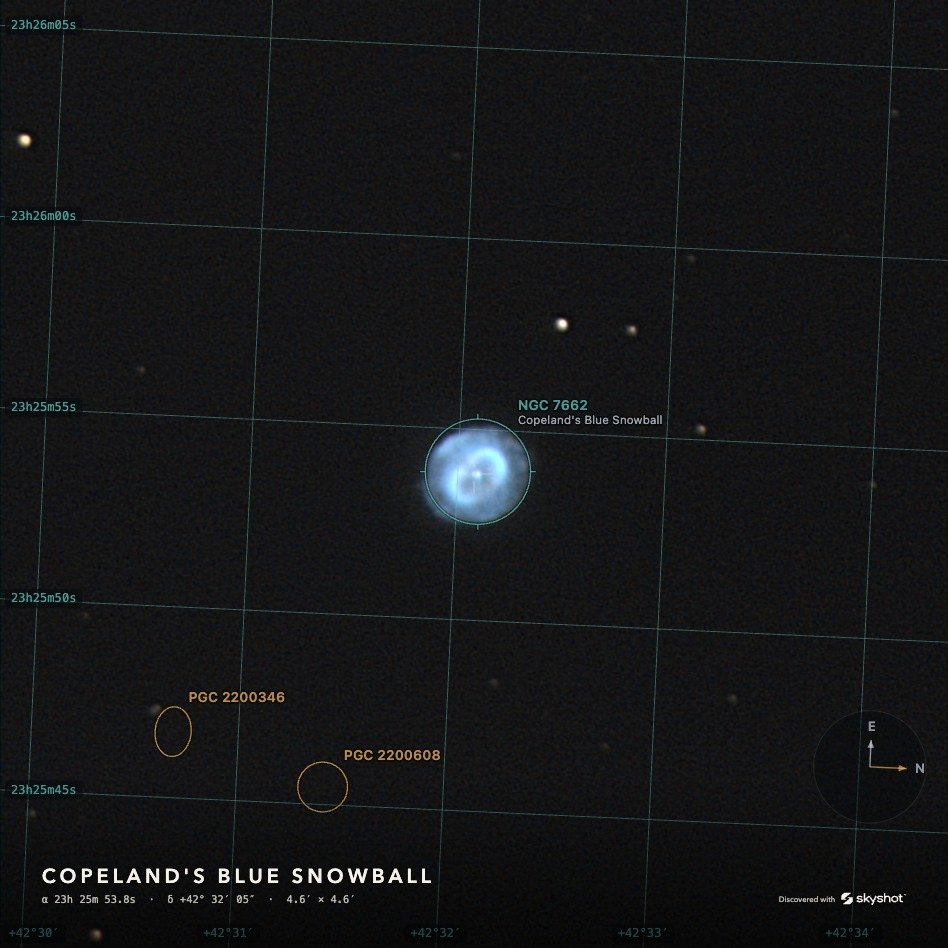 23h26m05s
23h26m00s
23h25m55s
NGC 7662
Copeland's Blue Snowball
23h25m50s
PGC 2200346
PGC 2200608
E
N
23h25m45s
COPELAND'S BLUE SNOWBALL
α 23h 25m 53.8s · δ +42° 32′ 05″ · 4.6′ × 4.6′
Discovered with skyshot
+42°30′ +42°31′ +42°32′ +42°33′ +42°34′